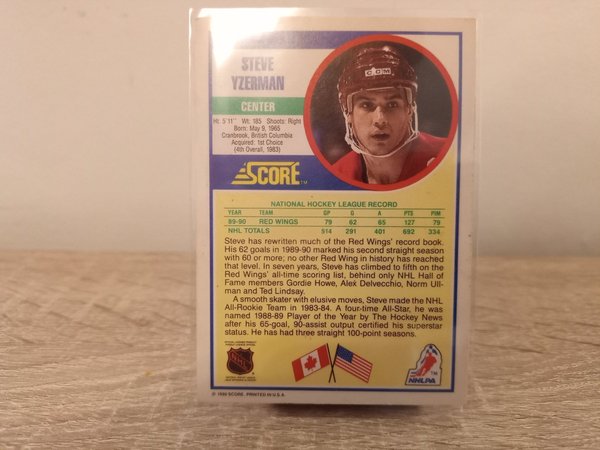 STEVE
YZERMAN
CCM
CENTER
Ht: 5'11" Wt: 185 Shoots: Right
Born: May 9, 1965
Cranbrook, British Columbia
Acquired: 1st Choice
(4th Overall, 1983)
SCORE™
NATIONAL HOCKEY LEAGUE RECORD
YEAR TEAM GP G A PTS PIM
89-90 RED WINGS 79 62 65 127 79
NHL TOTALS 514 291 401 692 334
Steve has rewritten much of the Red Wings' record book.
His 62 goals in 1989-90 marked his second straight season
with 60 or more; no other Red Wing in history has reached
that level. In seven years, Steve has climbed to fifth on the
Red Wings' all-time scoring list, behind only NHL Hall of
Fame members Gordie Howe, Alex Delvecchio, Norm Ull-
man and Ted Lindsay.
A smooth skater with elusive moves, Steve made the NHL
All-Rookie Team in 1983-84. A four-time All-Star, he was
named 1988-89 Player of the Year by The Hockey News
after his 65-goal, 90-assist output certified his superstar
status. He has had three straight 100-point seasons.
NHL
NHLPA
TM
© 1990 SCORE, PRINTED IN U.S.A.